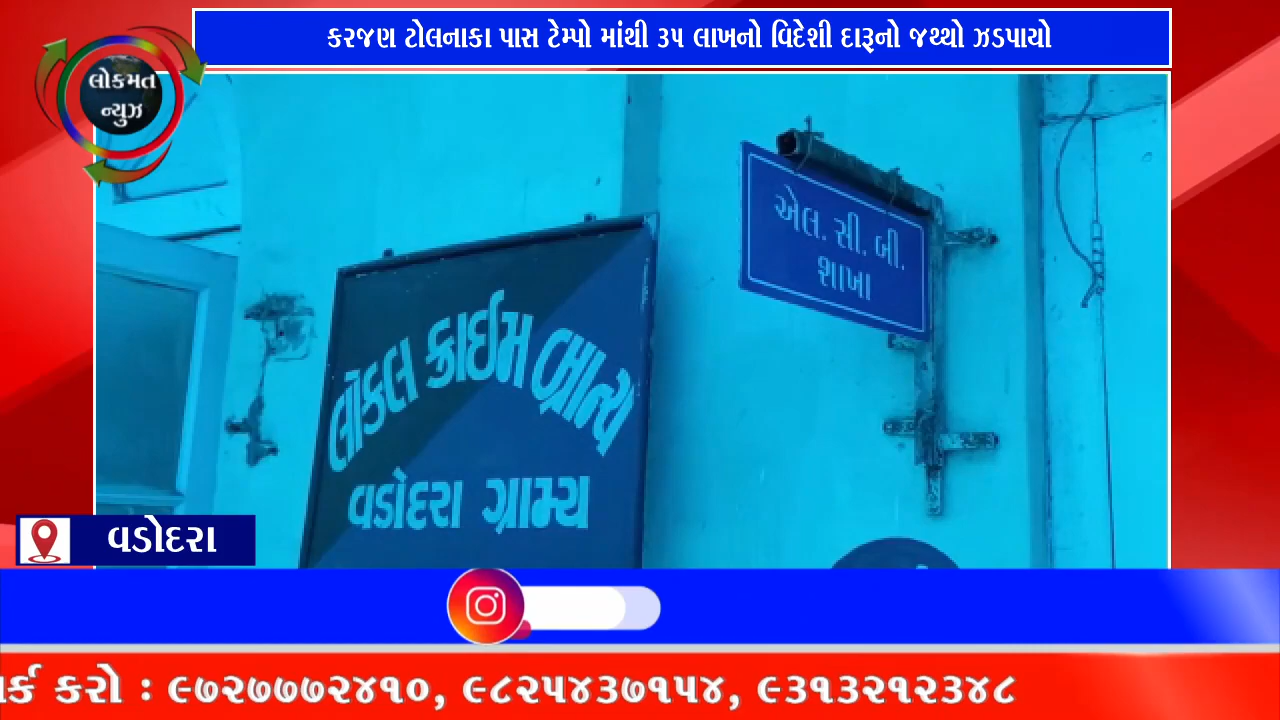 કરજણ ટોલનાકા પાસ ટેમ્પો માંથી ૩૫ લાખનો વિદેશી દારૂનો જથ્થો ઝડપાયો
લોકમત
ન્યુઝ
એલ. સી. બી.
શાખા
લોકલ ક્રાઈમ બ્રાન્ચ
વડોદરા ગ્રામ્ય
વડોદરા
ર્ક કરો : ૯૭૨૭૭૭૨૪૧૦, ૯૮૨૫૪૩૭૧૫૪, ૯૩૧૩૨૧૨૩૪૮